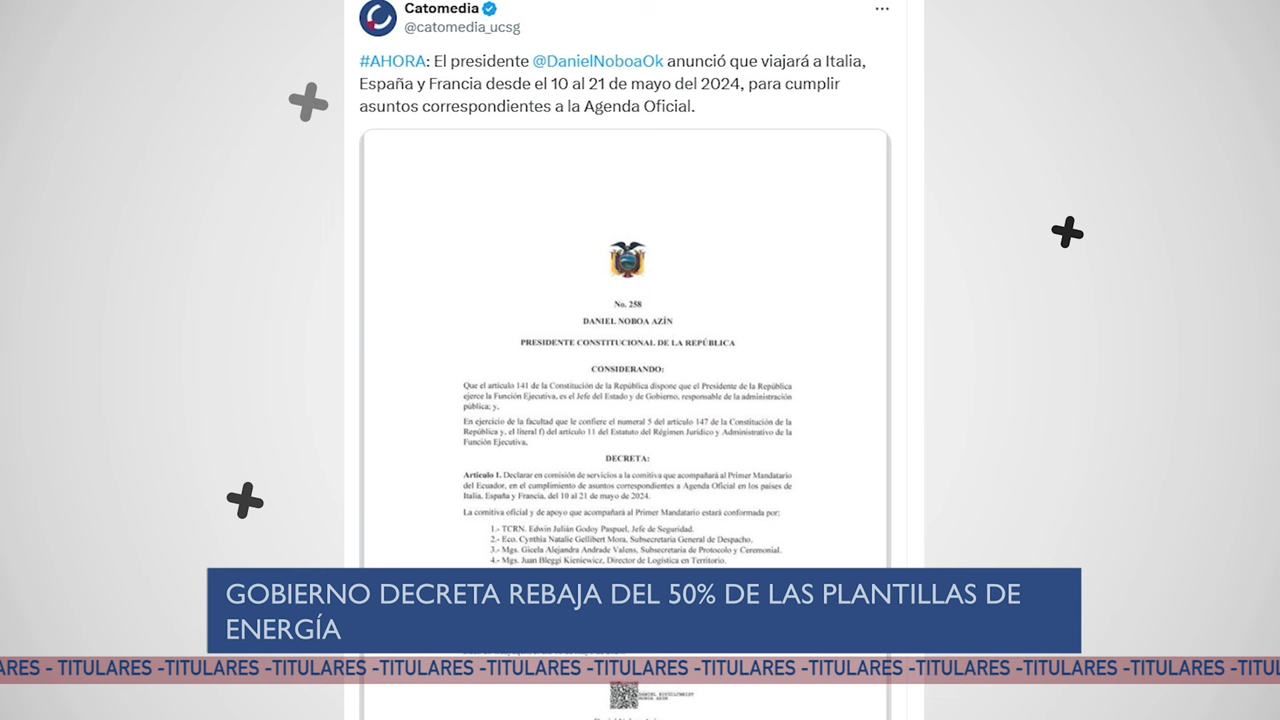 Catomedia
@catomedia_ucsg
#AHORA: El presidente @DanielNoboaOk anunció que viajará a Italia,
España y Francia desde el 10 al 21 de mayo del 2024, para cumplir
asuntos correspondientes a la Agenda Oficial.
No. 258
DANIEL NOBOA AZÍN
PRESIDENTE CONSTITUCIONAL DE LA REPÚBLICA
CONSIDERANDO:
Que el artículo 141 de la Constitución de la República dispone que el Presidente de la República
ejerce la Función Ejecutiva, es el Jefe del Estado y de Gobierno, responsable de la administración
pública; y,
En ejercicio de la facultad que le confiere el numeral 5 del artículo 147 de la Constitución de la
República y, el literal f) del artículo 11 del Estatuto del Régimen Jurídico y Administrativo de la
Función Ejecutiva,
DECRETA:
Artículo 1. Declarar en comisión de servicios a la comitiva que acompañará al Primer Mandatario
del Ecuador, en el cumplimiento de asuntos correspondientes a Agenda Oficial en los países de
Italia, España y Francia, del 10 al 21 de mayo de 2024.
La comitiva oficial y de apoyo que acompañará al Primer Mandatario estará conformada por:
1.- TCRN. Edwin Julián Godoy Paspuel, Jefe de Seguridad.
2.- Eco. Cynthia Natalie Gellibert Mora, Subsecretaria General de Despacho.
3.- Mgs. Gicela Alejandra Andrade Valens, Subsecretaria de Protocolo y Ceremonial.
4.- Mgs. Juan Bleggi Kieniewicz, Director de Logística en Territorio.
GOBIERNO DECRETA REBAJA DEL 50% DE LAS PLANTILLAS DE
ENERGÍA
ARES - TITULARES -TITULARES -TITULARES -TITULARES -TITULARES -TITULARES -TITULARES -TITULARES -TITULARES -TITULARES -TITUL